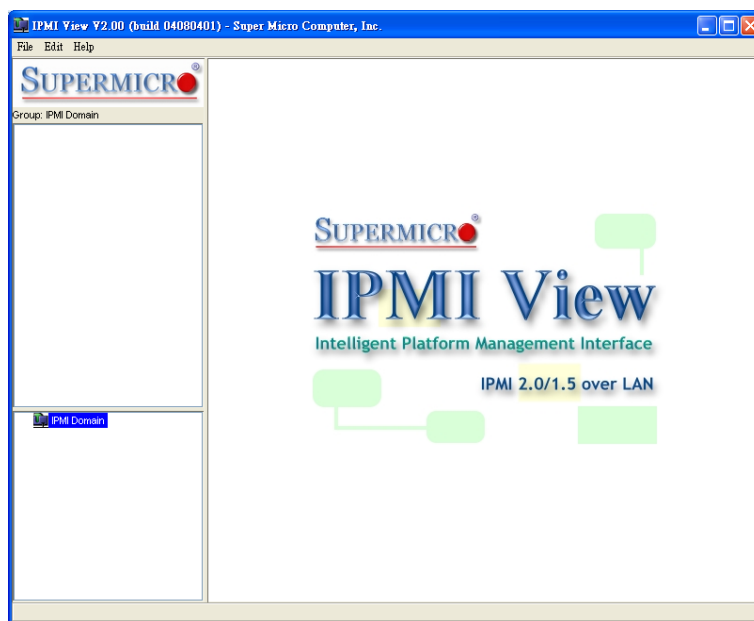 IPMI View V2.00 (build 04080401) - Super Micro Computer, Inc.
File Edit Help
SUPERMICRO®
Group: IPMI Domain
IPMI Domain
SUPERMICRO®
IPMI View
Intelligent Platform Management Interface
IPMI 2.0/1.5 over LAN